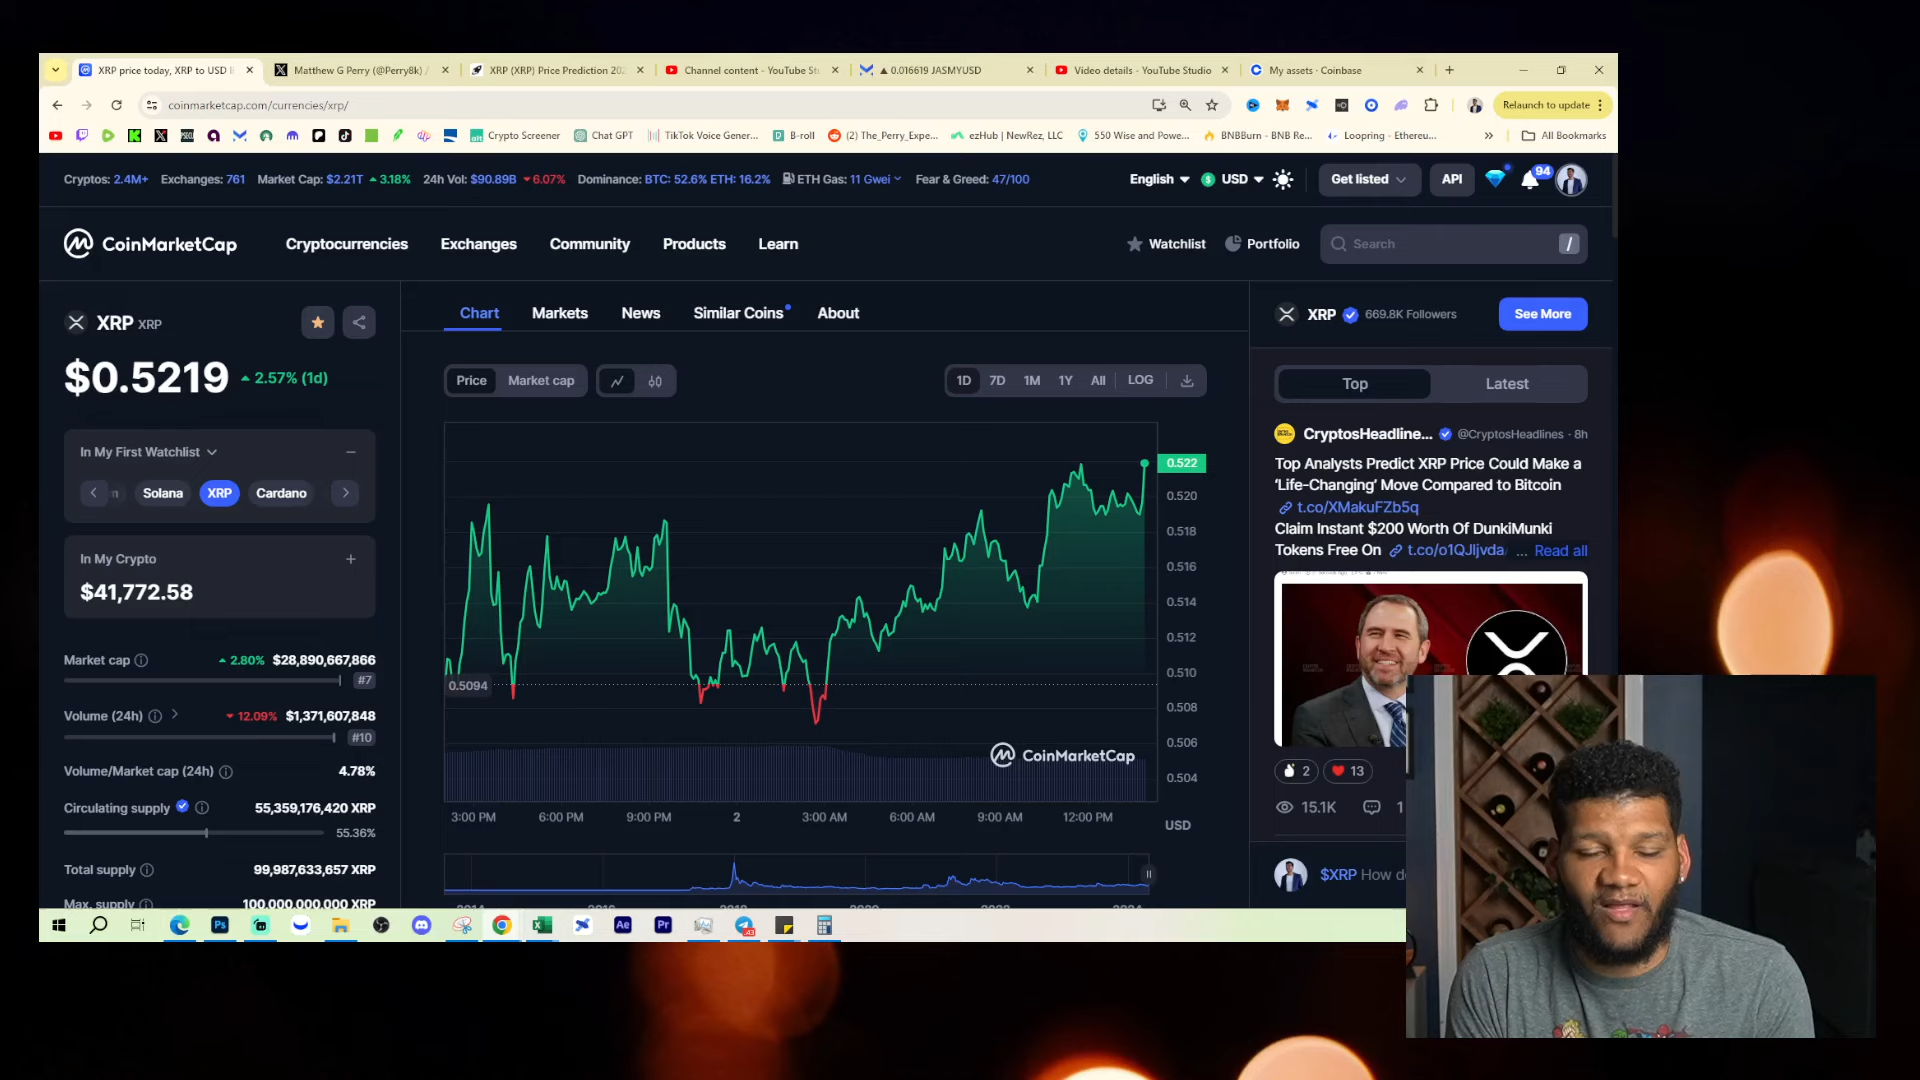 XRP price today, XRP to USD li
Matthew G Perry (@Perry8k) /
XRP (XRP) Price Prediction 202
Channel content - YouTube St
▲ 0.016619 JASMYUSD
Video details - YouTube Studio
My assets - Coinbase
coinmarketcap.com/currencies/xrp/
Relaunch to update
Crypto Screener
Chat GPT
TikTok Voice Gener...
B-roll
(2) The_Perry_Expe...
ezHub | NewRez, LLC
550 Wise and Powe...
BNBBurn - BNB Re...
Loopring - Ethereu...
All Bookmarks
Cryptos: 2.4M+ Exchanges: 761 Market Cap: $2.21T 3.18% 24h Vol: $90.89B 6.07% Dominance: BTC: 52.6% ETH: 16.2% ETH Gas: 11 Gwei Fear & Greed: 47/100
English USD Get listed API 94
CoinMarketCap Cryptocurrencies Exchanges Community Products Learn
Watchlist Portfolio Search /
XRP XRP
$0.5219 2.57% (1d)
In My First Watchlist
Solana XRP Cardano
In My Crypto +
$41,772.58
Market cap 2.80% $28,890,667,866
#7
Volume (24h) 12.09% $1,371,607,848
#10
Volume/Market cap (24h) 4.78%
Circulating supply 55,359,176,420 XRP
55.36%
Total supply 99,987,633,657 XRP
Max. supply 100,000,000,000 XRP
Chart Markets News Similar Coins About
Price Market cap
1D 7D 1M 1Y All LOG
0.522
0.520
0.518
0.516
0.514
0.512
0.510
0.5094
0.508
0.506
0.504
CoinMarketCap
3:00 PM 6:00 PM 9:00 PM 2 3:00 AM 6:00 AM 9:00 AM 12:00 PM
USD
XRP 669.8K Followers
See More
Top Latest
CryptosHeadline... @CryptosHeadlines · 8h
Top Analysts Predict XRP Price Could Make a
'Life-Changing' Move Compared to Bitcoin
t.co/XMakuFZb5q
Claim Instant $200 Worth Of DunkiMunki
Tokens Free On t.co/o1QJljvda ... Read all
2 13
15.1K 1
$XRP How do
Ps
Ae
Pr